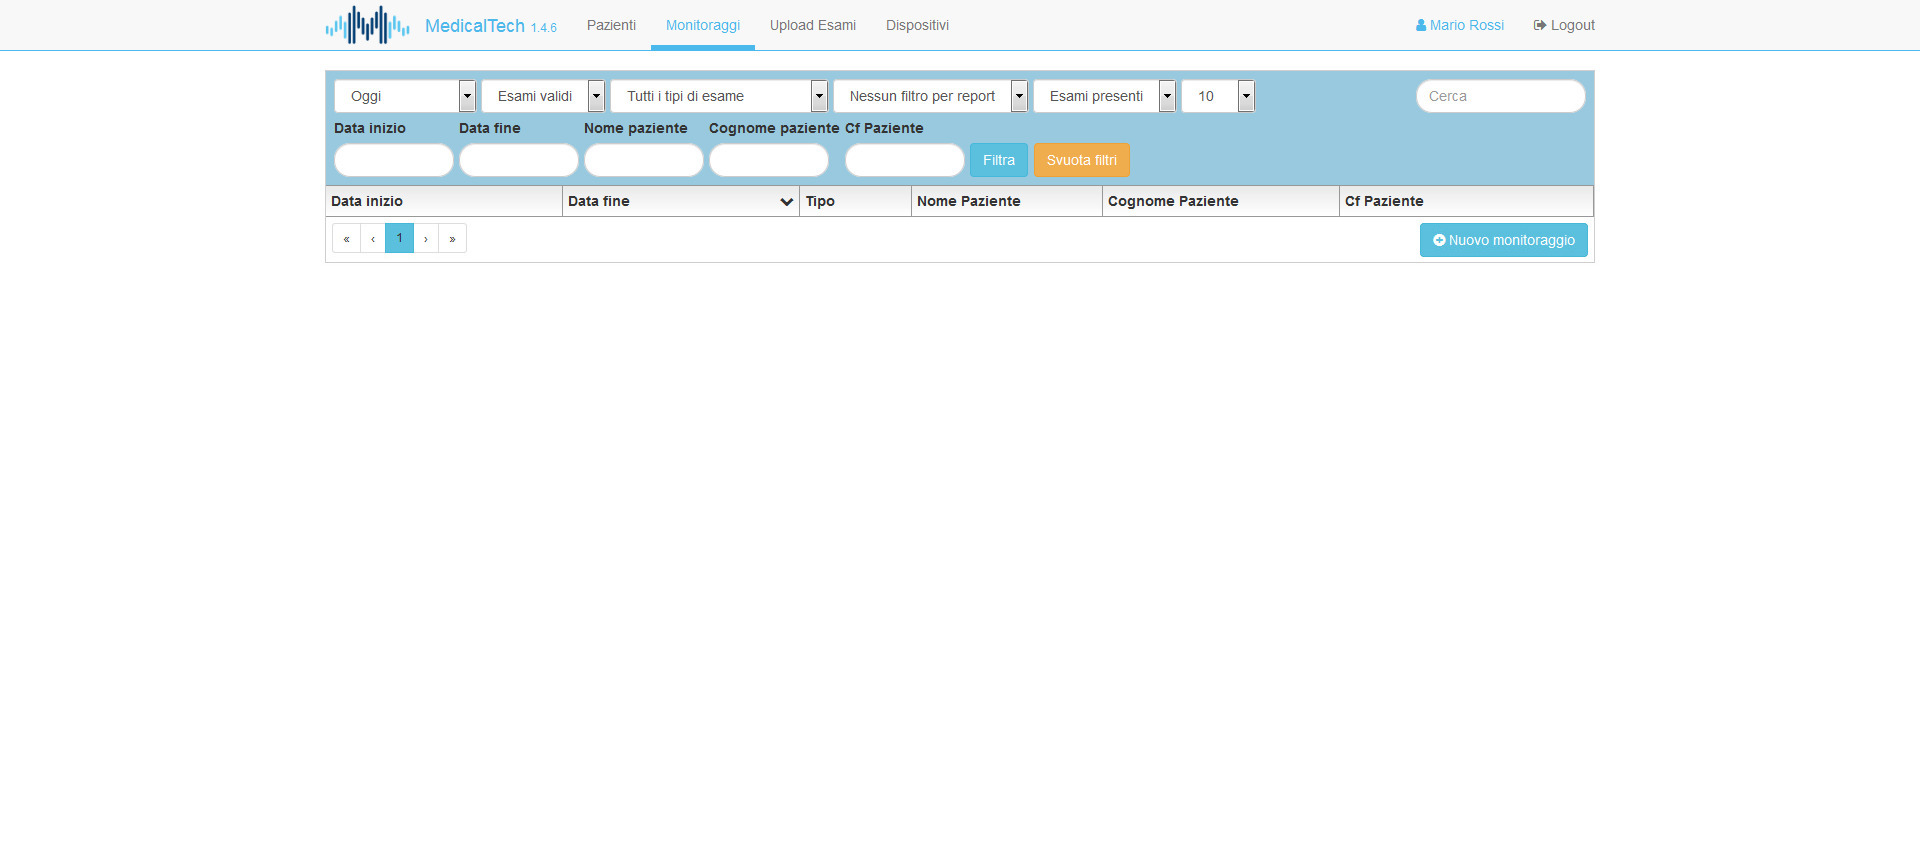 MedicalTech 1.4.6 Pazienti Monitoraggi Upload Esami Dispositivi Mario Rossi Logout
Oggi Esami validi Tutti i tipi di esame Nessun filtro per report Esami presenti 10 Cerca
Data inizio Data fine Nome paziente Cognome paziente Cf Paziente
Filtra Svuota filtri
Data inizio Data fine Tipo Nome Paziente Cognome Paziente Cf Paziente
« ‹ 1 › » Nuovo monitoraggio